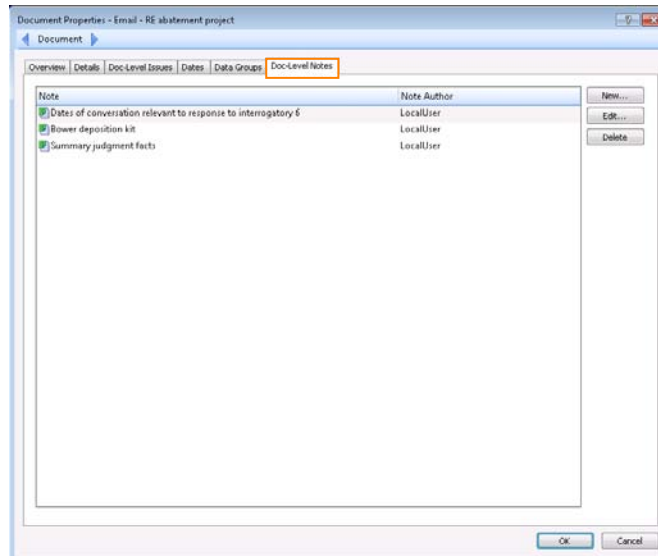 Document Properties - Email - RE abatement project
Document
Overview Details Doc-Level Issues Dates Data Groups Doc-Level Notes
Note Note Author New...
Dates of conversation relevant to response to interrogatory 6 LocalUser Edit...
Bower deposition kit LocalUser Delete
Summary judgment facts LocalUser
OK Cancel